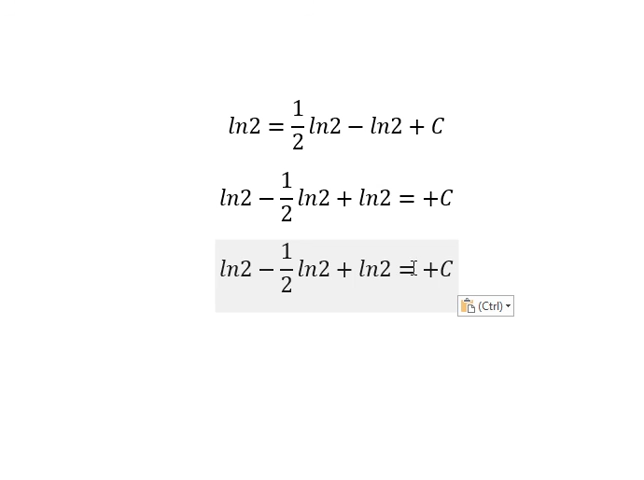 ln2 = 1/2 ln2 − ln2 + C
ln2 − 1/2 ln2 + ln2 = +C
ln2 − 1/2 ln2 + ln2 = +C
(Ctrl)